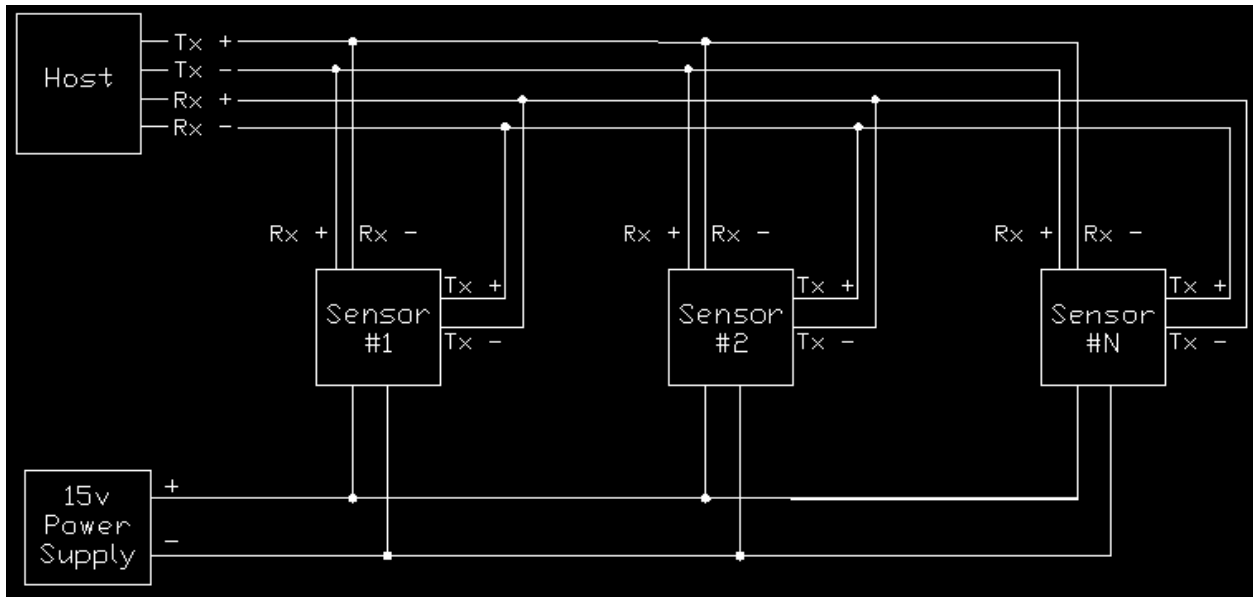 Host
Tx +
Tx -
Rx +
Rx -
Rx + Rx -
Rx + Rx -
Rx + Rx -
Sensor
#1
Tx +
Tx -
Sensor
#2
Tx +
Tx -
Sensor
#N
Tx +
Tx -
15v
Power
Supply
+
-